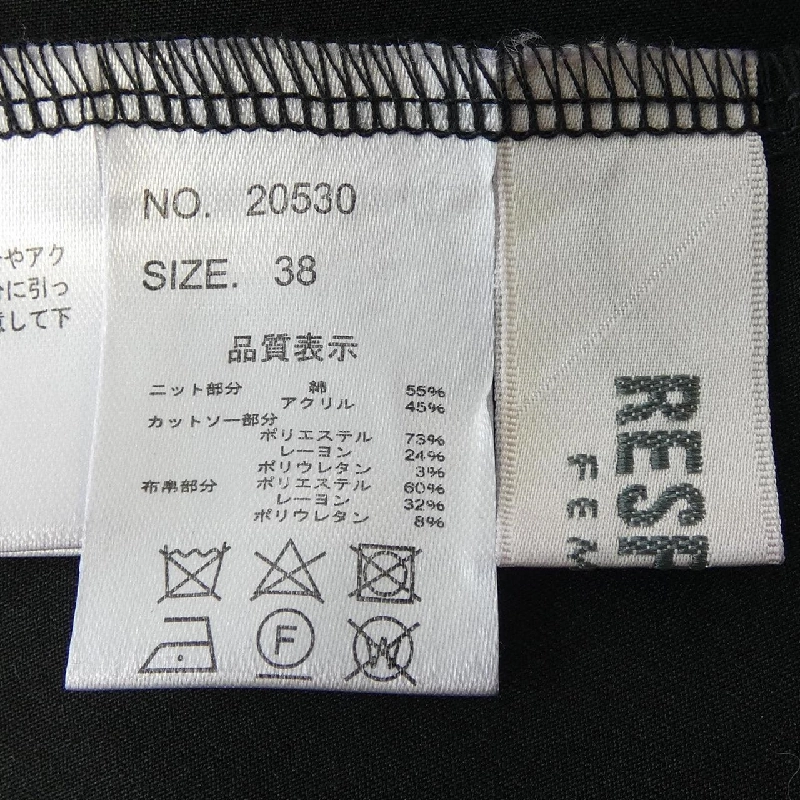 やアク
に引っ
して下
NO. 20530
SIZE. 38
品質表示
ニット部分 綿 55%
アクリル 45%
カットソー部分
ポリエステル 73%
レーヨン 24%
ポリウレタン 3%
布帛部分 ポリエステル 60%
レーヨン 32%
ポリウレタン 8%
F
W
RESP
FEM